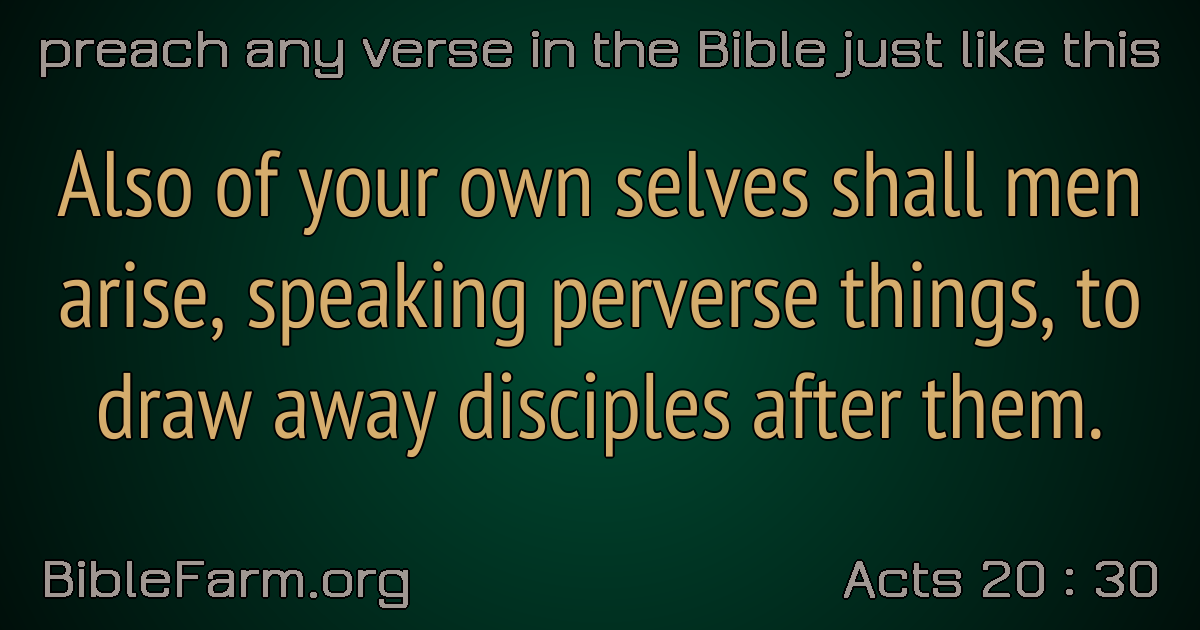 preach any verse in the Bible just like this
Also of your own selves shall men
arise, speaking perverse things, to
draw away disciples after them.
BibleFarm.org
Acts 20 : 30